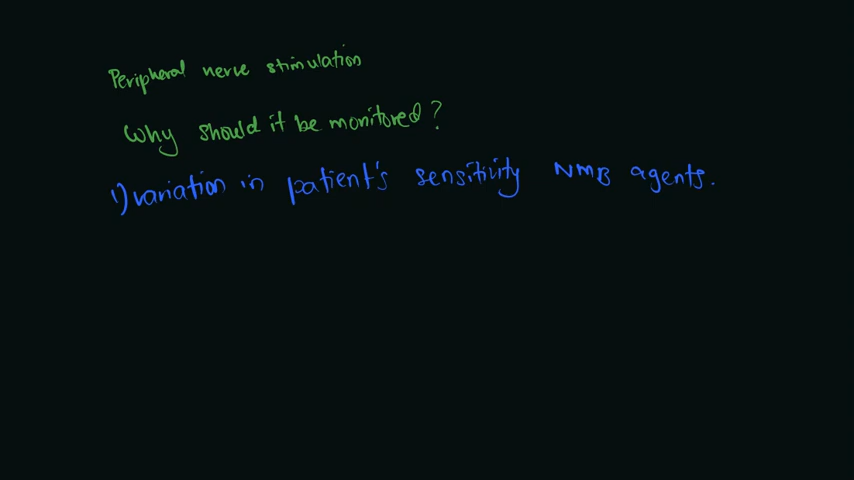 Peripheral nerve stimulation
Why should it be monitored?
1) variation in patient's sensitivity NMB agents.